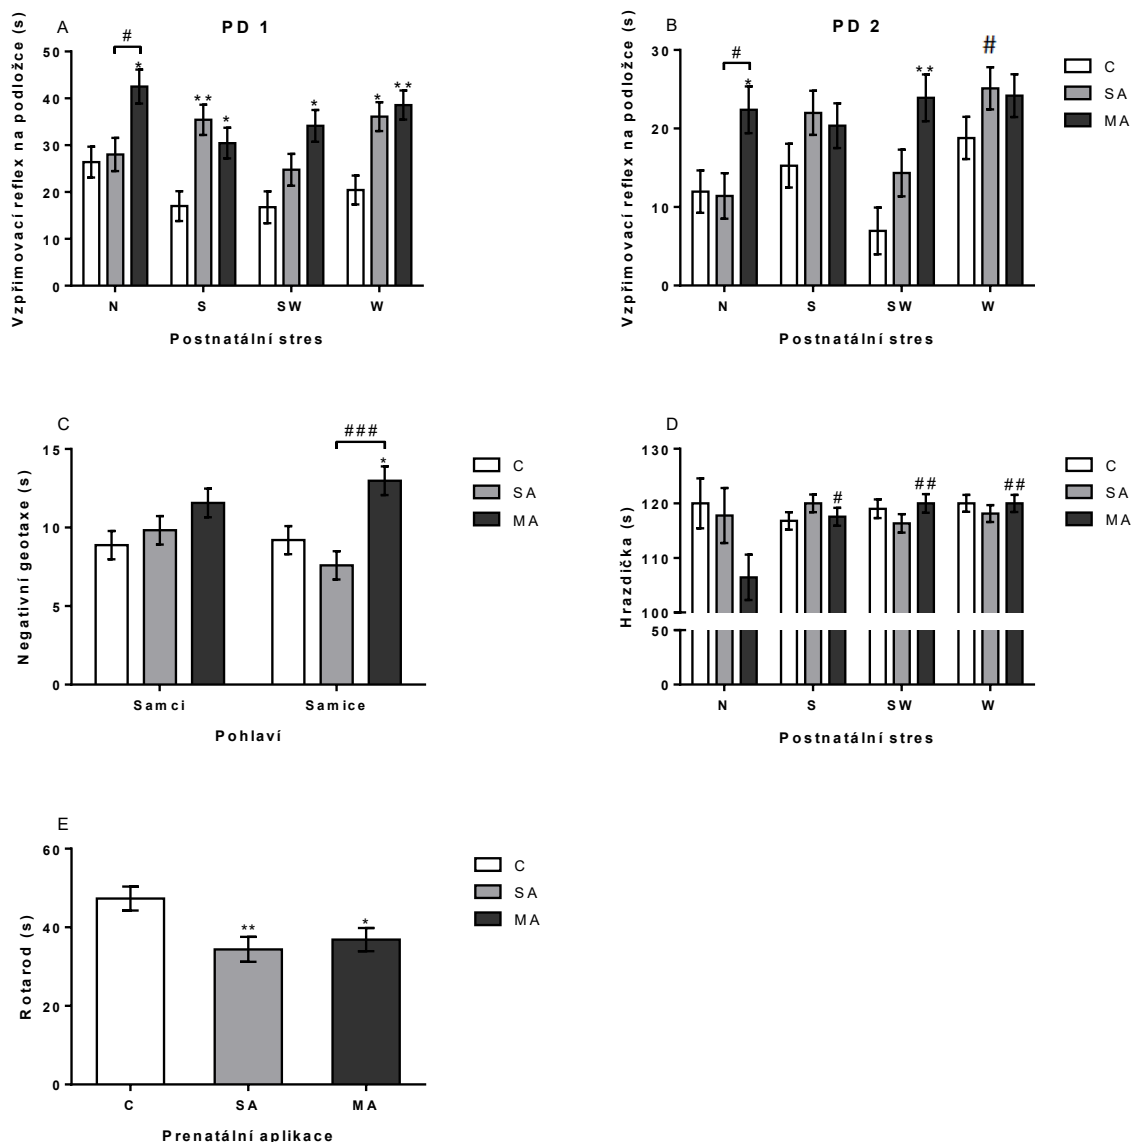 A
PD 1
Vzpřimovací reflex na podložce (s)
50
40
30
20
10
0
#
*
**
*
*
*
**
N
S
SW
W
Postnatální stres
B
PD 2
Vzpřimovací reflex na podložce (s)
30
20
10
0
#
*
**
#
N
S
SW
W
Postnatální stres
C
SA
MA
C
Negativní geotaxe (s)
15
10
5
0
###
*
Samci
Samice
Pohlaví
C
SA
MA
D
Hrazdička (s)
130
120
110
100
50
0
#
##
##
N
S
SW
W
Postnatální stres
C
SA
MA
E
Rotarod (s)
60
40
20
0
**
*
C
SA
MA
Prenatální aplikace
C
SA
MA